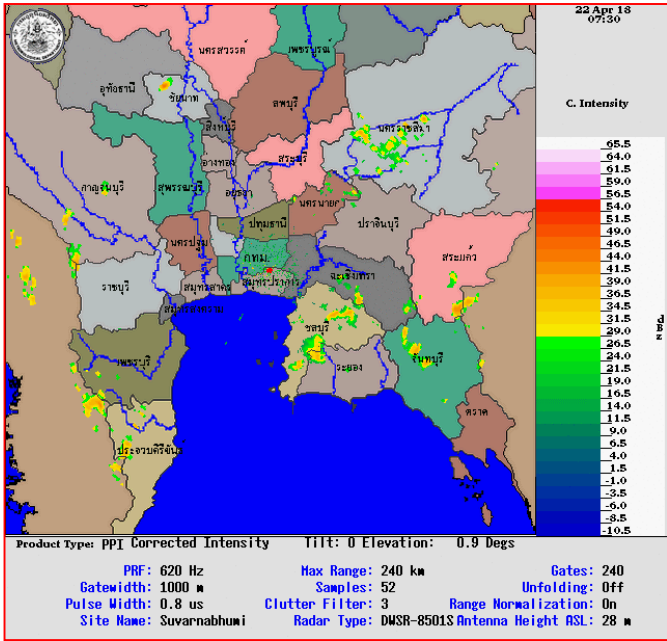 22 Apr 18
07:30
C. Intensity
65.5
64.0
61.5
59.0
56.5
54.0
51.5
49.0
46.5
44.0
41.5
39.0
36.5
34.0
31.5
29.0
26.5
24.0
21.5
19.0
16.5
14.0
11.5
9.0
6.5
4.0
1.5
-1.0
-3.5
-6.0
-8.5
-10.5
นครสวรรค์
เพชรบูรณ์
อุทัยธานี
ชัยนาท
ลพบุรี
สิงหบุรี
นครราชสีมา
อ่างทอง
สระบุรี
กาญจนบุรี
สุพรรณบุรี
อยุธยา
นครนายก
ปทุมธานี
ปราจีนบุรี
นครปฐม
กทม.
สระแก้ว
ฉะเชิงเทรา
ราชบุรี
สมุทรสาคร
สมุทรปราการ
สมุทรสงคราม
ชลบุรี
เพชรบุรี
ระยอง
จันทบุรี
ตราด
ประจวบคีรีขันธ์
Product Type: PPI Corrected Intensity Tilt: 0 Elevation: 0.9 Degs
PRF: 620 Hz Max Range: 240 km Gates: 240
Gatewidth: 1000 m Samples: 52 Unfolding: Off
Pulse Width: 0.8 us Clutter Filter: 3 Range Normalization: On
Site Name: Suvarnabhumi Radar Type: DWSR-8501S Antenna Height ASL: 28 m